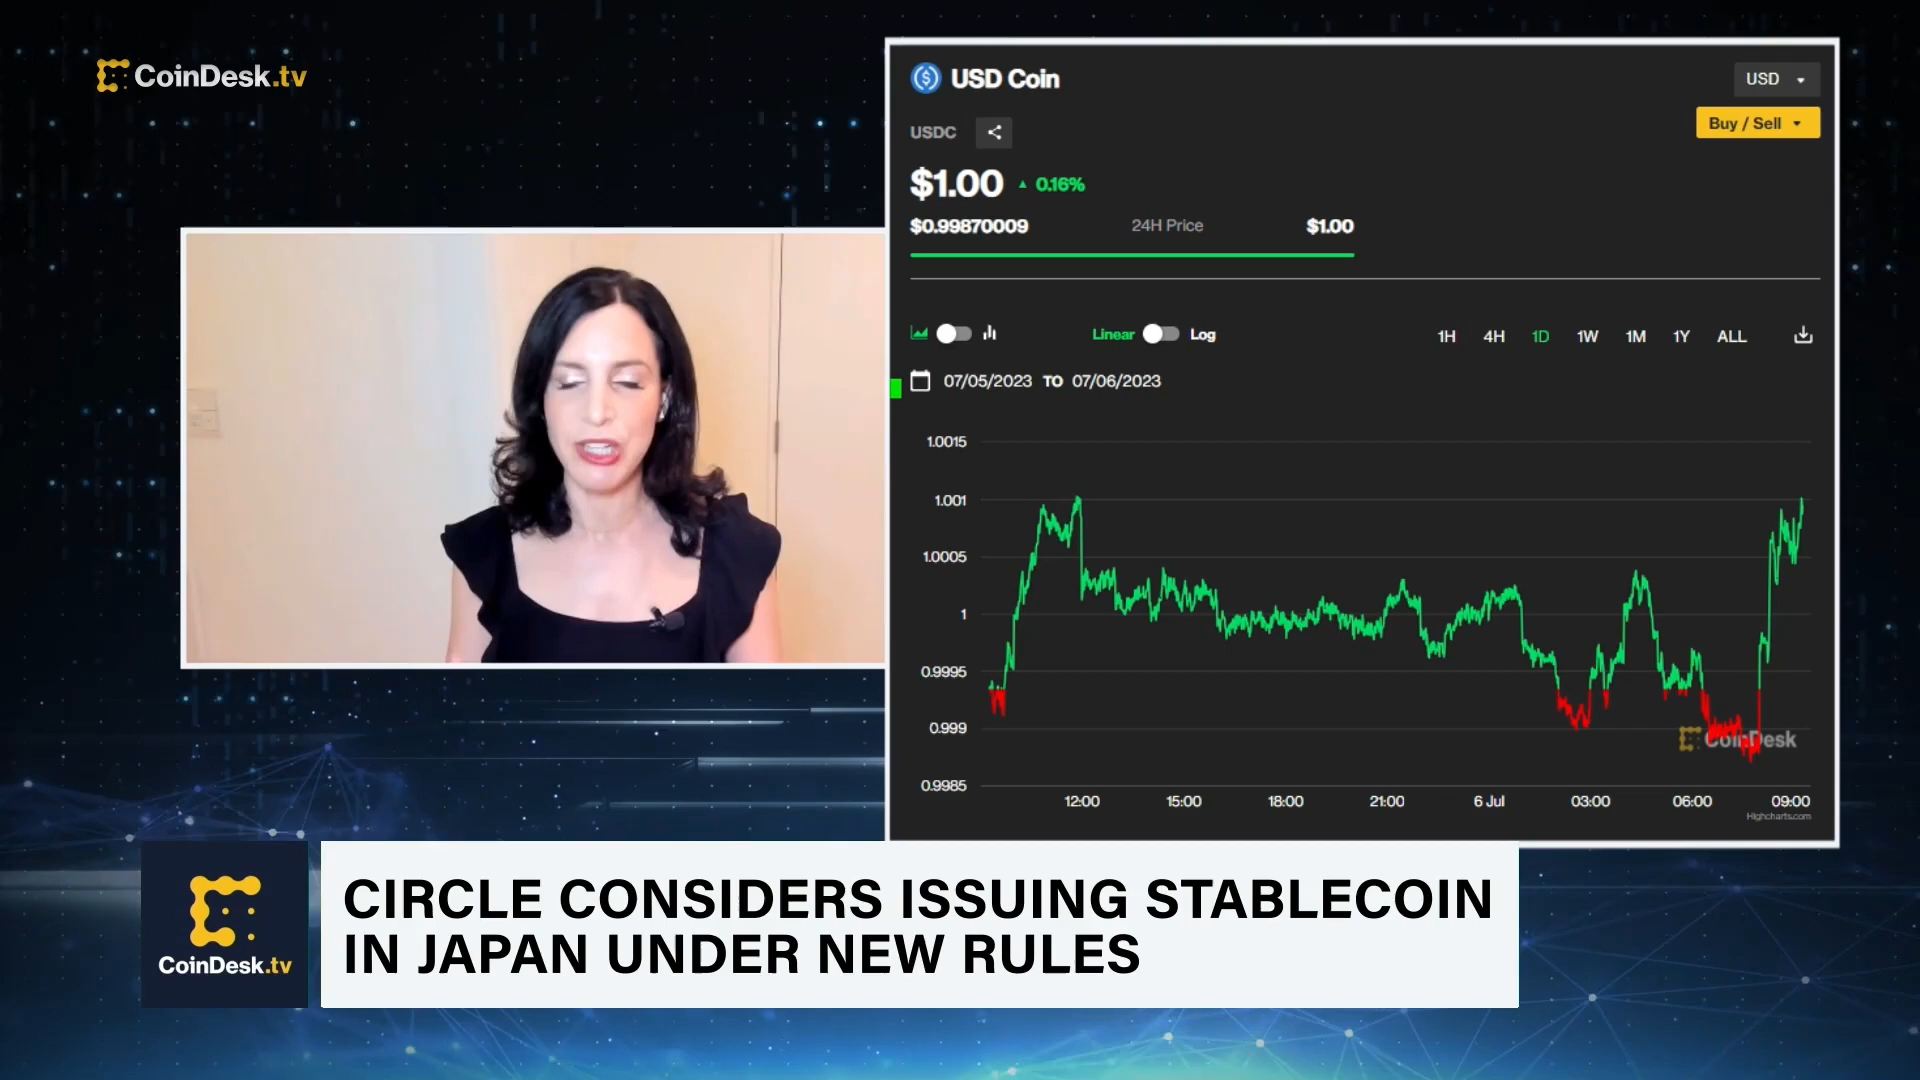 CoinDesk.tv
USD Coin
USD
Buy / Sell
USDC
$1.00 ▲ 0.16%
$0.99870009 24H Price $1.00
Linear Log
1H 4H 1D 1W 1M 1Y ALL
07/05/2023 TO 07/06/2023
1.0015
1.001
1.0005
1
0.9995
0.999
0.9985
CoinDesk
12:00 15:00 18:00 21:00 6 Jul 03:00 06:00 09:00
Highcharts.com
CoinDesk.tv
CIRCLE CONSIDERS ISSUING STABLECOIN
IN JAPAN UNDER NEW RULES